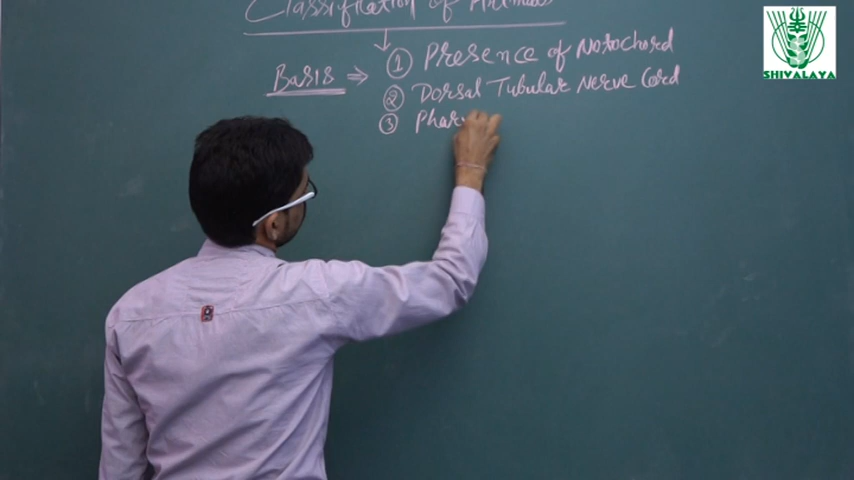 Classification of Animals
Basis ⇒ ① Presence of Notochord
② Dorsal Tubular Nerve Cord
③ Phar
SHIVALAYA